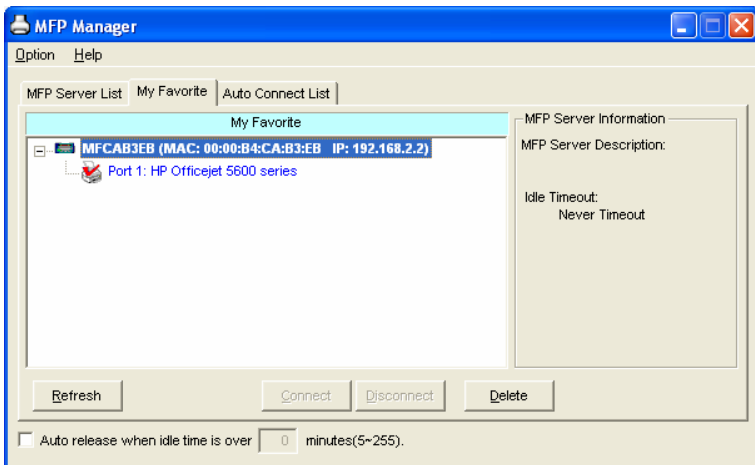 MFP Manager
Option Help
MFP Server List My Favorite Auto Connect List
My Favorite
MFCAB3EB (MAC: 00:00:B4:CA:B3:EB IP: 192.168.2.2)
Port 1: HP Officejet 5600 series
MFP Server Information
MFP Server Description:
Idle Timeout:
Never Timeout
Refresh Connect Disconnect Delete
Auto release when idle time is over 0 minutes(5~255).